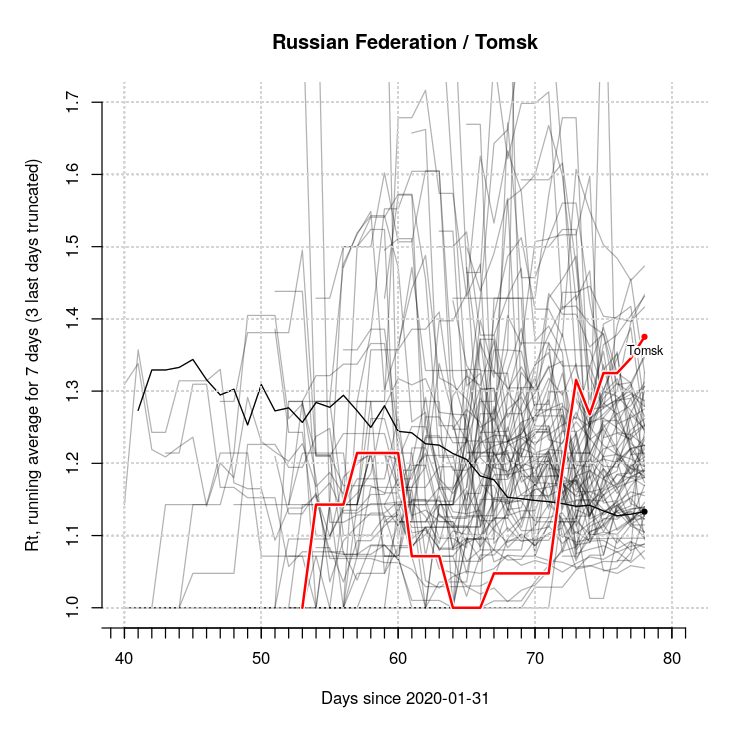 Russian Federation / Tomsk
Rt, running average for 7 days (3 last days truncated)
1.7
1.6
1.5
1.4
1.3
1.2
1.1
1.0
Tomsk
40 50 60 70 80
Days since 2020-01-31